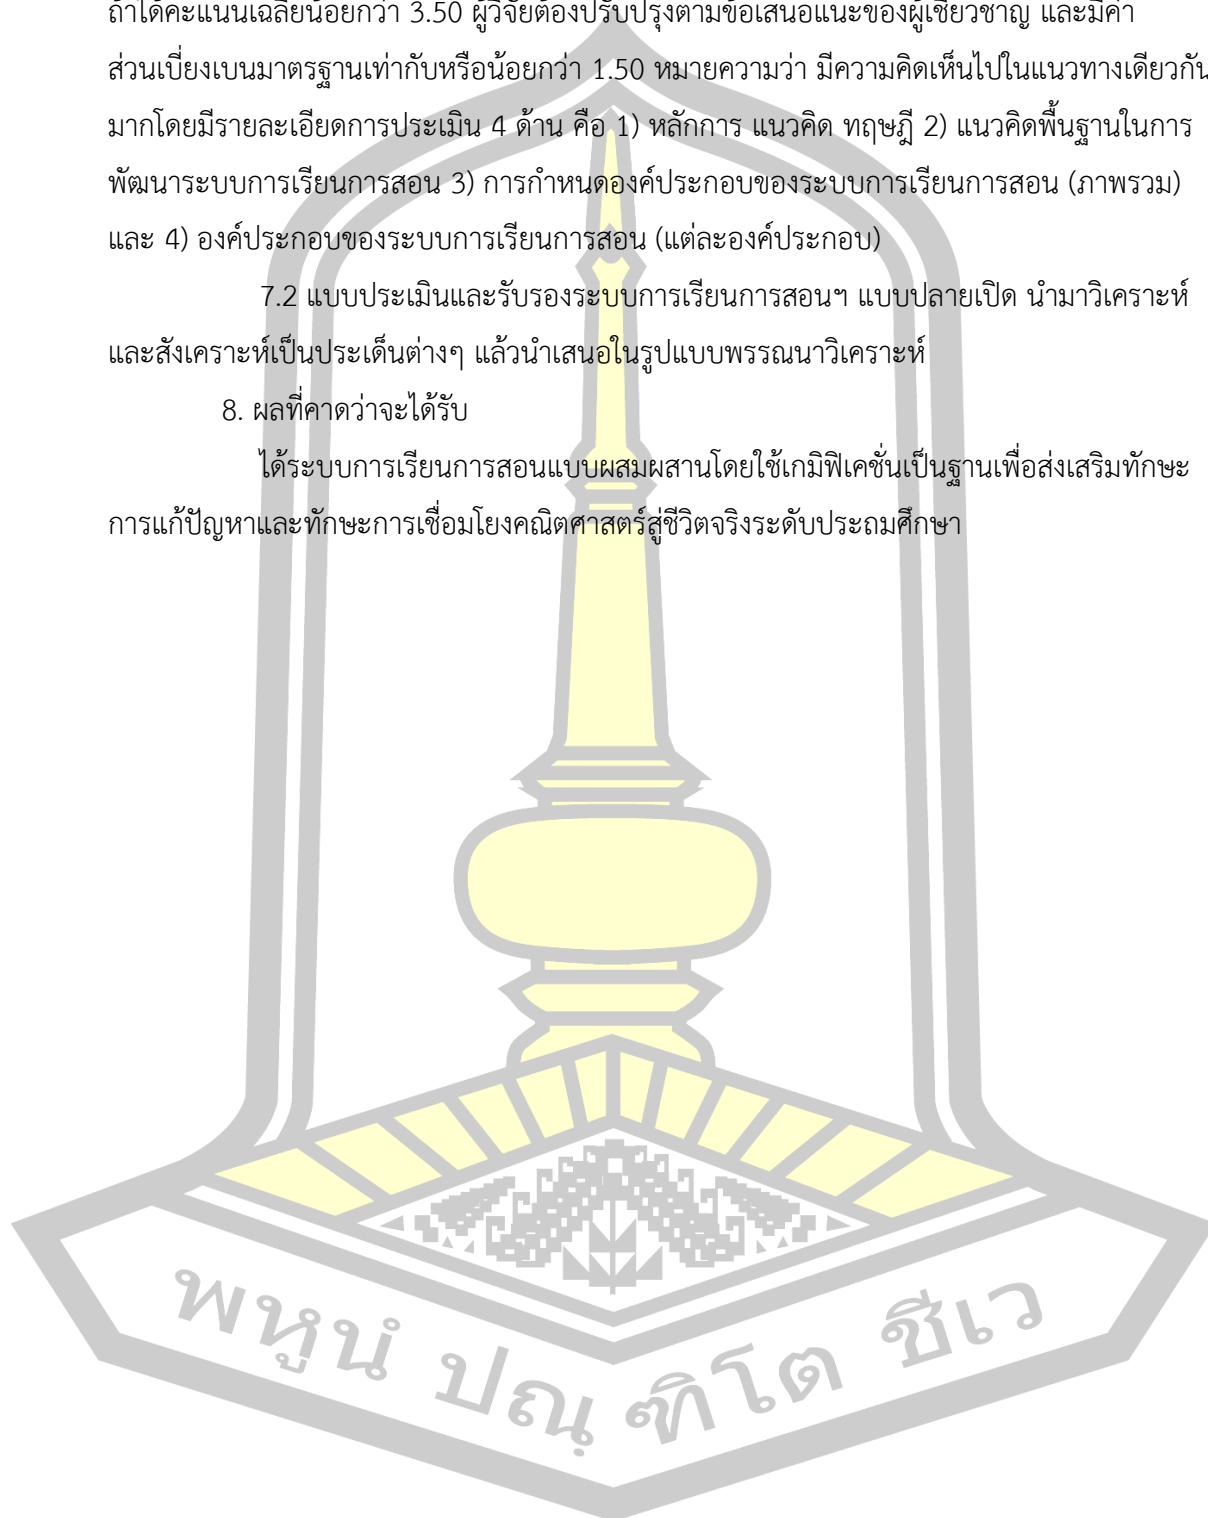 ถ้าได้คะแนนเฉลี่ยน้อยกว่า 3.50 ผู้วิจัยต้องปรับปรุงตามข้อเสนอแนะของผู้เชี่ยวชาญ และมีค่า
ส่วนเบี่ยงเบนมาตรฐานเท่ากับหรือน้อยกว่า 1.50 หมายความว่า มีความคิดเห็นไปในแนวทางเดียวกัน
มากโดยมีรายละเอียดการประเมิน 4 ด้าน คือ 1) หลักการ แนวคิด ทฤษฎี 2) แนวคิดพื้นฐานในการ
พัฒนาระบบการเรียนการสอน 3) การกำหนดองค์ประกอบของระบบการเรียนการสอน (ภาพรวม)
และ 4) องค์ประกอบของระบบการเรียนการสอน (แต่ละองค์ประกอบ)
7.2 แบบประเมินและรับรองระบบการเรียนการสอนฯ แบบปลายเปิด นำมาวิเคราะห์
และสังเคราะห์เป็นประเด็นต่างๆ แล้วนำเสนอในรูปแบบพรรณนาวิเคราะห์
8. ผลที่คาดว่าจะได้รับ
ได้ระบบการเรียนการสอนแบบผสมผสานโดยใช้เกมิฟิเคชั่นเป็นฐานเพื่อส่งเสริมทักษะ
การแก้ปัญหาและทักษะการเชื่อมโยงคณิตศาสตร์สู่ชีวิตจริงระดับประถมศึกษา
พหูนํ ปณฺฑิโต ชีเว